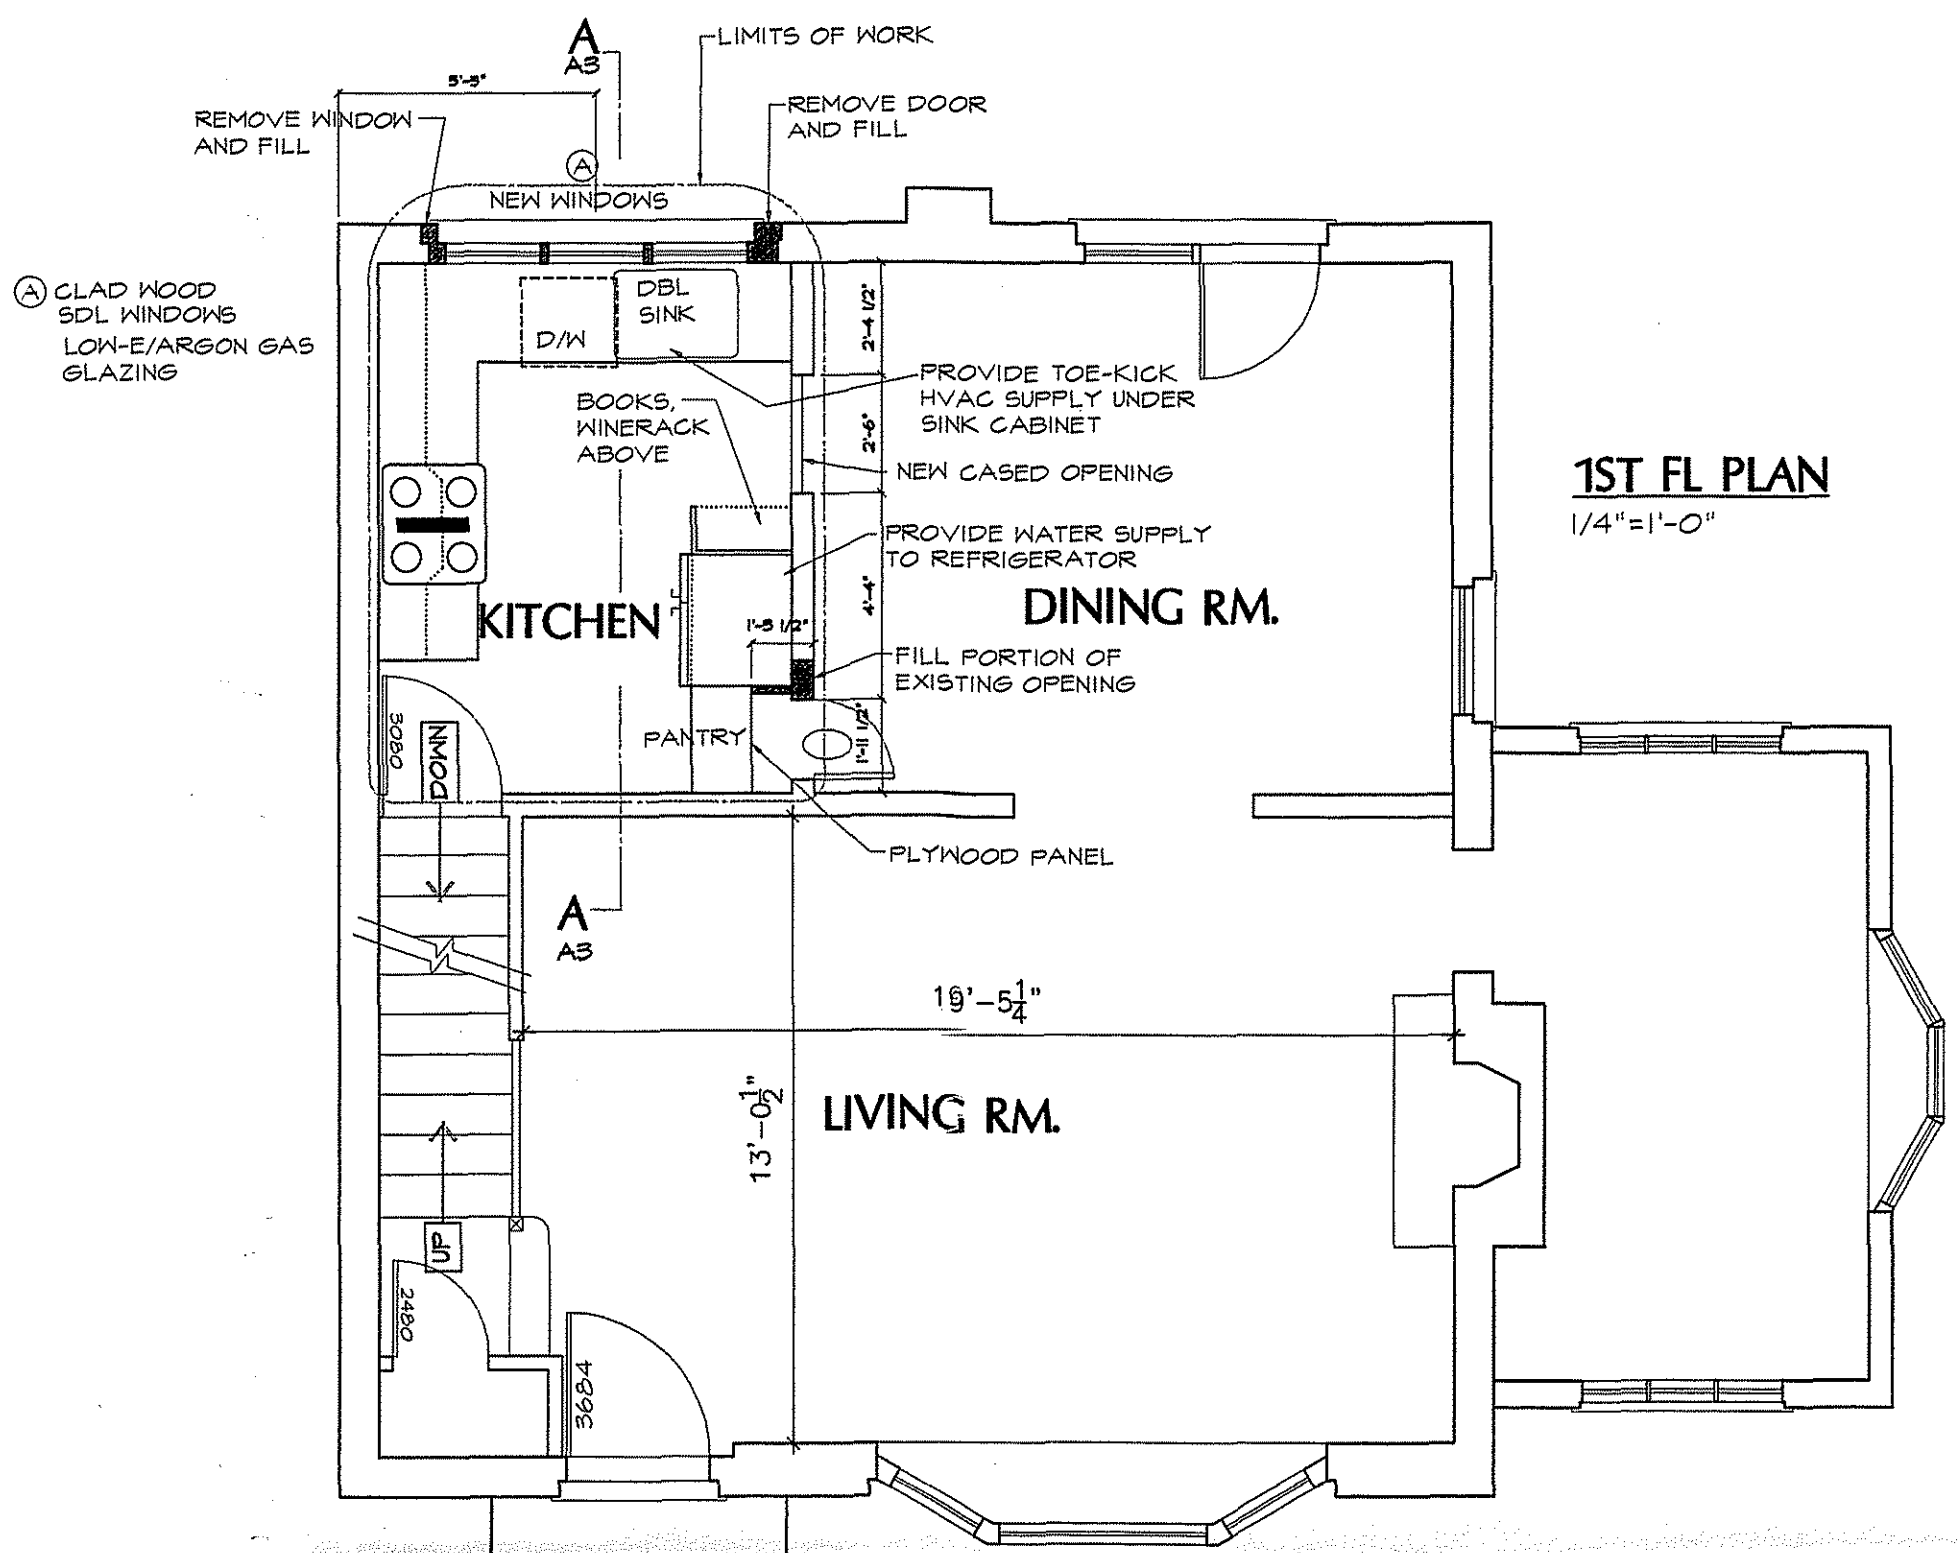 A
A3
LIMITS OF WORK
5'-5"
REMOVE WINDOW
AND FILL
REMOVE DOOR
AND FILL
A
NEW WINDOWS
A CLAD WOOD
SDL WINDOWS
LOW-E/ARGON GAS
GLAZING
DBL
SINK
D/W
2'-4 1/2"
PROVIDE TOE-KICK
HVAC SUPPLY UNDER
SINK CABINET
BOOKS,
WINERACK
ABOVE
2'-6"
NEW CASED OPENING
1ST FL PLAN
1/4"=1'-0"
PROVIDE WATER SUPPLY
TO REFRIGERATOR
4'-4"
KITCHEN
DINING RM.
1'-5 1/2"
FILL PORTION OF
EXISTING OPENING
3080
DOWN
PANTRY
1'-11 1/2"
PLYWOOD PANEL
A
A3
13'-0 1/2"
LIVING RM.
UP
2480
3684